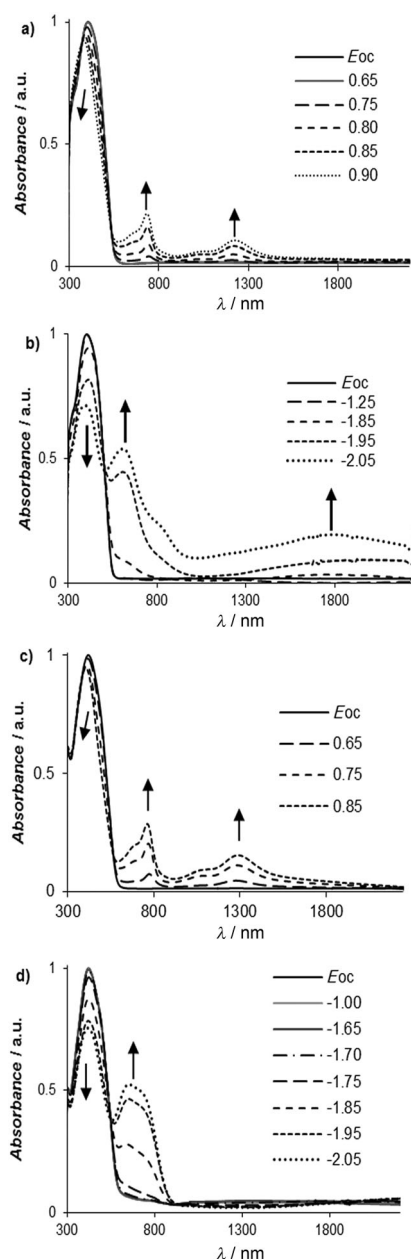 a)
Absorbance / a.u.
1
0.5
0
300 800 1300 1800
λ / nm
Eoc
0.65
0.75
0.80
0.85
0.90
b)
Absorbance / a.u.
1
0.5
0
300 800 1300 1800
λ / nm
Eoc
-1.25
-1.85
-1.95
-2.05
c)
Absorbance / a.u.
1
0.5
0
300 800 1300 1800
λ / nm
Eoc
0.65
0.75
0.85
d)
Absorbance / a.u.
1
0.5
0
300 800 1300 1800
λ / nm
Eoc
-1.00
-1.65
-1.70
-1.75
-1.85
-1.95
-2.05